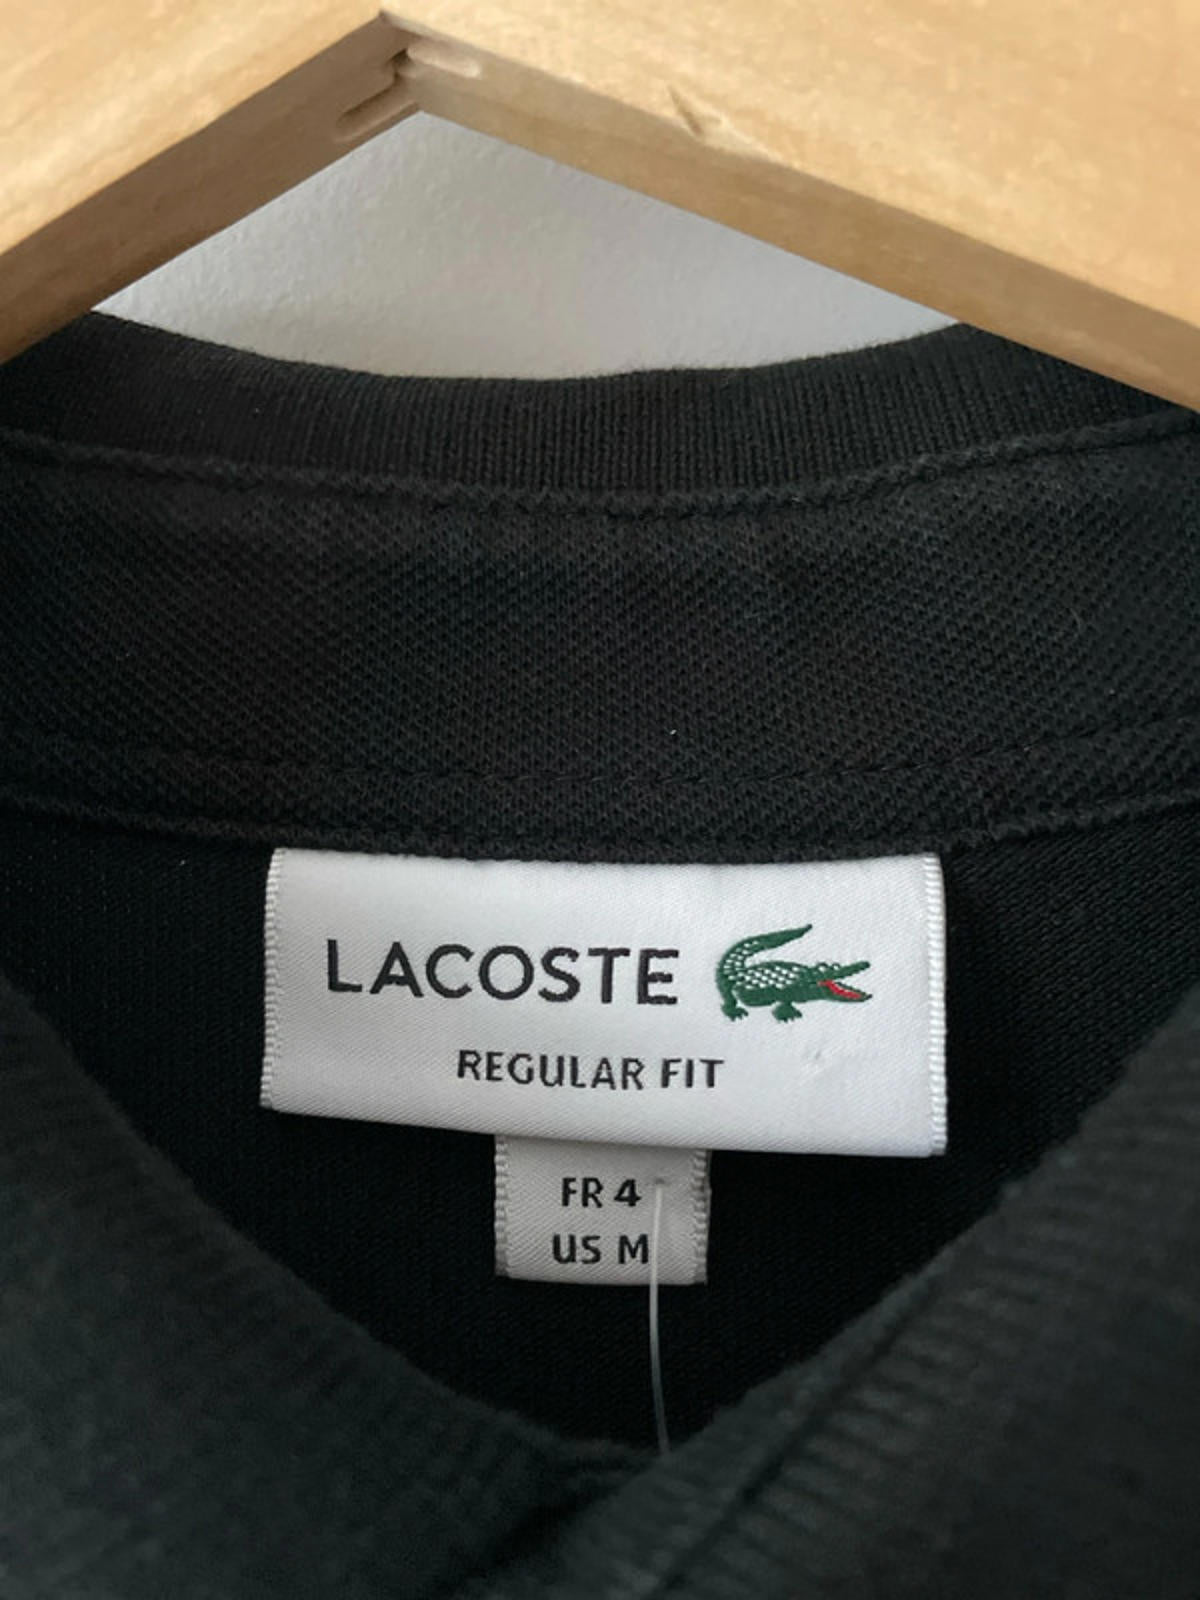 LACOSTE
REGULAR FIT
FR 4
US M